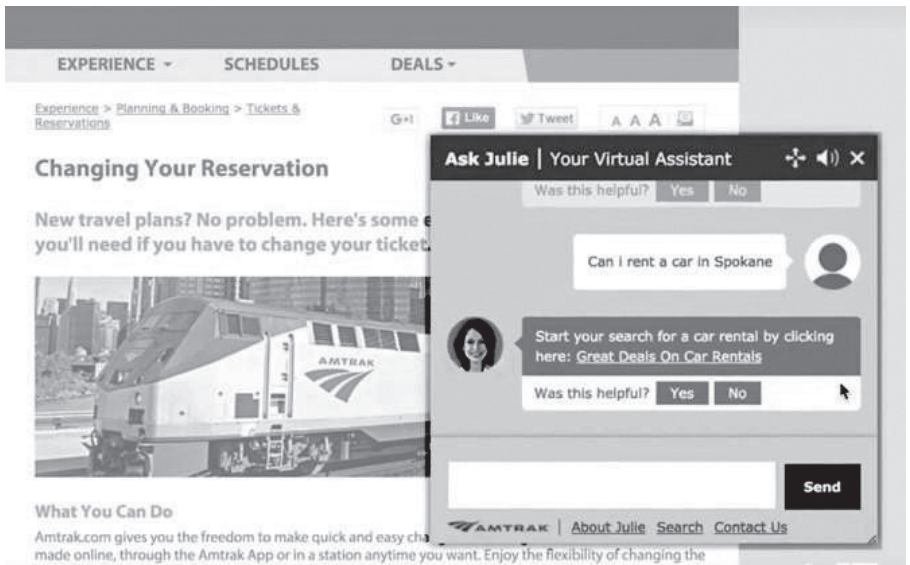 EXPERIENCE SCHEDULES DEALS
Experience > Planning & Booking > Tickets &
Reservations
G+1 Like Tweet A A A
Changing Your Reservation
New travel plans? No problem. Here's some
you'll need if you have to change your ticket.
AMTRAK
What You Can Do
Amtrak.com gives you the freedom to make quick and easy
made online, through the Amtrak App or in a station anytime you want. Enjoy the flexibility of changing the
Ask Julie | Your Virtual Assistant
Was this helpful? Yes No
Can i rent a car in Spokane
Start your search for a car rental by clicking
here: Great Deals On Car Rentals
Was this helpful? Yes No
Send
AMTRAK | About Julie Search Contact Us